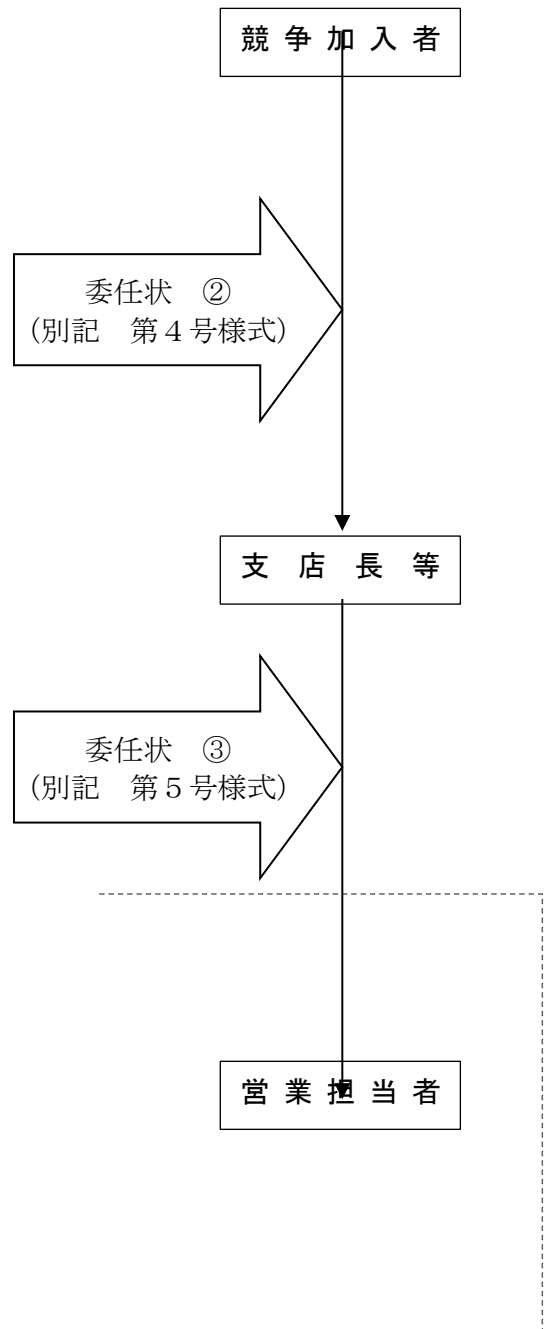 競争加入者
委任状　②
(別記　第４号様式)
支店長等
委任状　③
(別記　第５号様式)
営業担当者